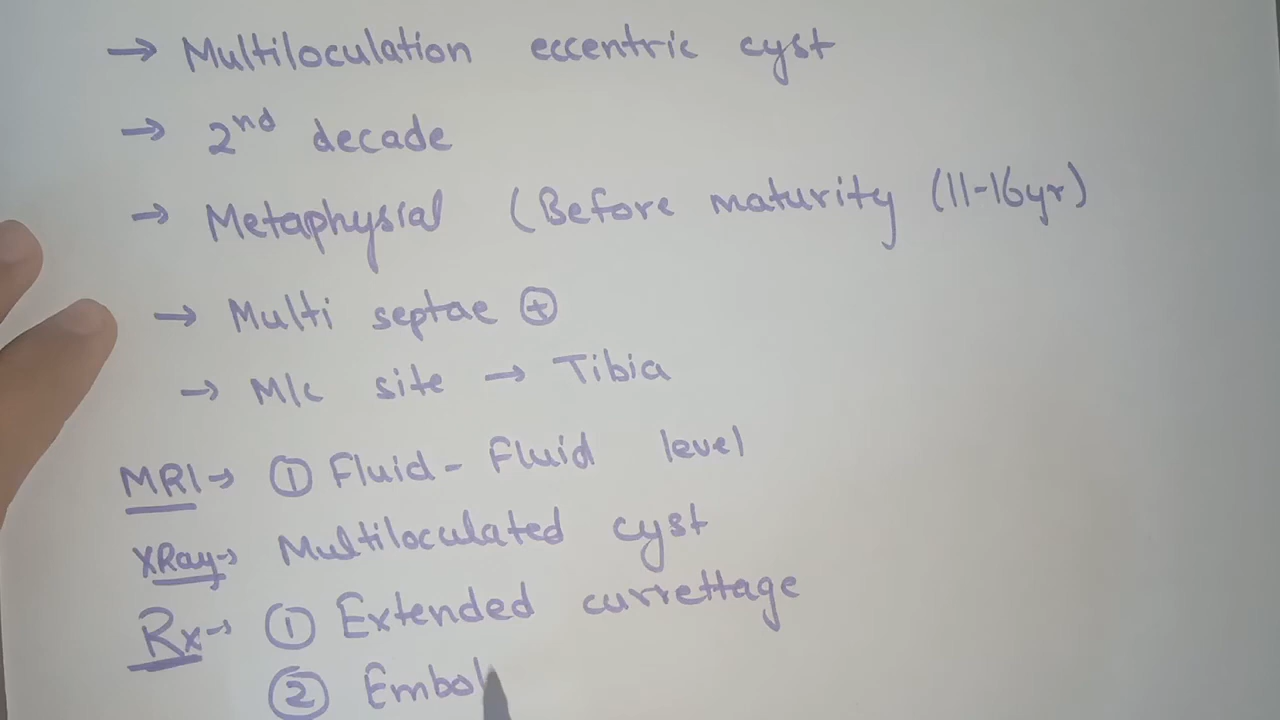 → Multiloculation eccentric cyst
→ 2nd decade
→ Metaphysial (Before maturity (11-16yr)
→ Multi septae ⊕
→ M/c site → Tibia
MRI → ① Fluid - Fluid level
XRay → Multiloculated cyst
Rx → ① Extended currettage
② Embol